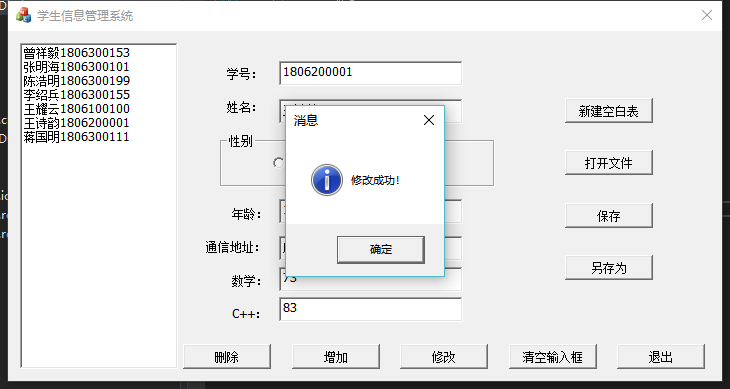 学生信息管理系统
曾祥毅1806300153
张明海1806300101
陈浩明1806300199
李绍兵1806300155
王耀云1806100100
王诗韵1806200001
蒋国明1806300111
学号:
1806200001
姓名:
性别
年龄:
通信地址:
数学:
73
C++:
83
消息
修改成功!
确定
新建空白表
打开文件
保存
另存为
删除
增加
修改
清空输入框
退出